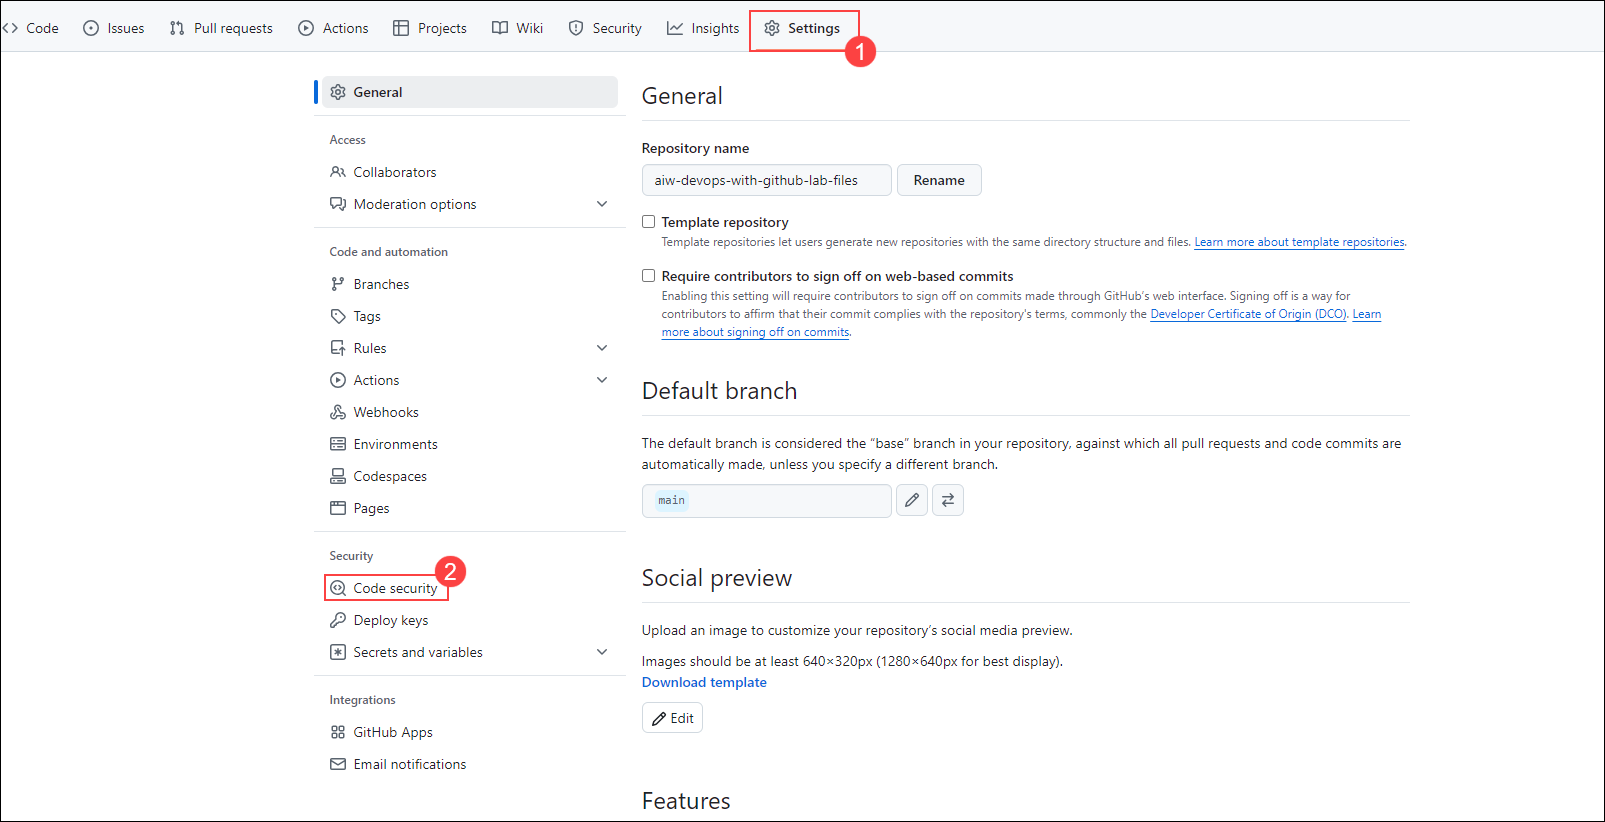 Code Issues Pull requests Actions Projects Wiki Security Insights Settings
1
General
Access
Collaborators
Moderation options
Code and automation
Branches
Tags
Rules
Actions
Webhooks
Environments
Codespaces
Pages
Security
2
Code security
Deploy keys
Secrets and variables
Integrations
GitHub Apps
Email notifications
General
Repository name
aiw-devops-with-github-lab-files Rename
Template repository
Template repositories let users generate new repositories with the same directory structure and files. Learn more about template repositories.
Require contributors to sign off on web-based commits
Enabling this setting will require contributors to sign off on commits made through GitHub's web interface. Signing off is a way for
contributors to affirm that their commit complies with the repository's terms, commonly the Developer Certificate of Origin (DCO). Learn
more about signing off on commits.
Default branch
The default branch is considered the “base” branch in your repository, against which all pull requests and code commits are
automatically made, unless you specify a different branch.
main
Social preview
Upload an image to customize your repository’s social media preview.
Images should be at least 640×320px (1280×640px for best display).
Download template
Edit
Features